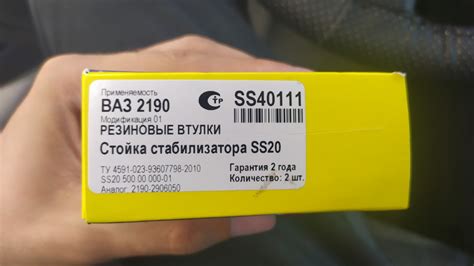 Применяемость
ВАЗ 2190
Модификация 01
РЕЗИНОВЫЕ ВТУЛКИ
Стойка стабилизатора SS20
ТУ 4591-023-93607798-2010
SS20.500.00.000-01
Аналог: 2190-2906050
СТР
SS40111
Гарантия 2 года
Количество: 2 шт.